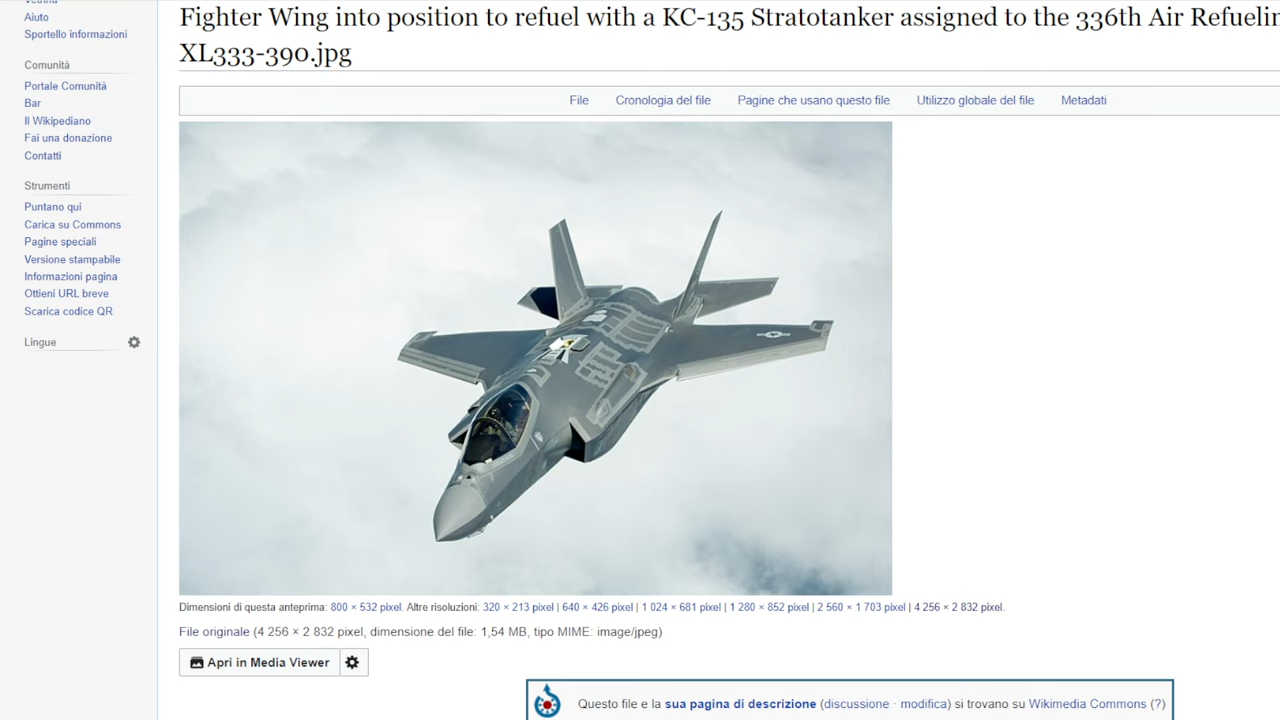 Aiuto
Sportello informazioni
Comunità
Portale Comunità
Bar
Il Wikipediano
Fai una donazione
Contatti
Strumenti
Puntano qui
Carica su Commons
Pagine speciali
Versione stampabile
Informazioni pagina
Ottieni URL breve
Scarica codice QR
Lingue
Fighter Wing into position to refuel with a KC-135 Stratotanker assigned to the 336th Air
XL333-390.jpg
File Cronologia del file Pagine che usano questo file Utilizzo globale del file Metadati
Dimensioni di questa anteprima: 800 × 532 pixel. Altre risoluzioni: 320 × 213 pixel | 640 × 426 pixel | 1 024 × 681 pixel | 1 280 × 852 pixel | 2 560 × 1 703 pixel | 4 256 × 2 832 pixel.
File originale (4 256 × 2 832 pixel, dimensione del file: 1,54 MB, tipo MIME: image/jpeg)
Apri in Media Viewer
Questo file e la sua pagina di descrizione (discussione · modifica) si trovano su Wikimedia Commons (?)